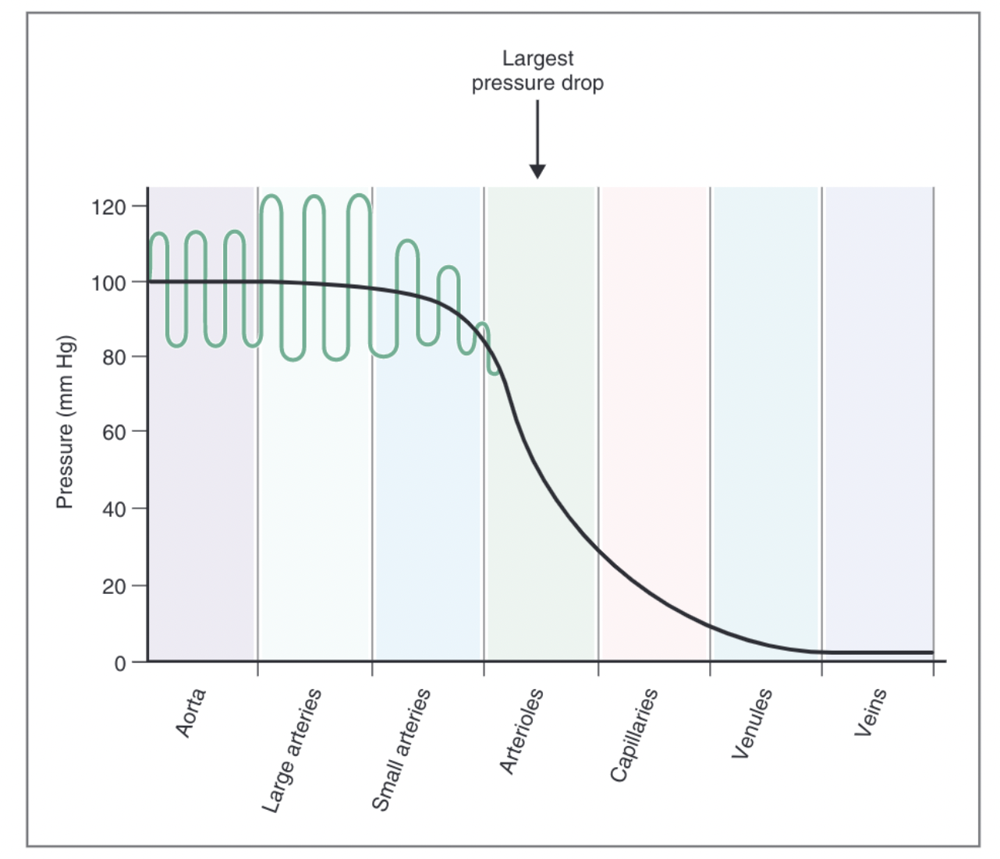 Largest
pressure drop
120
100
80
60
40
20
0
Pressure (mm Hg)
Aorta
Large arteries
Small arteries
Arterioles
Capillaries
Venules
Veins